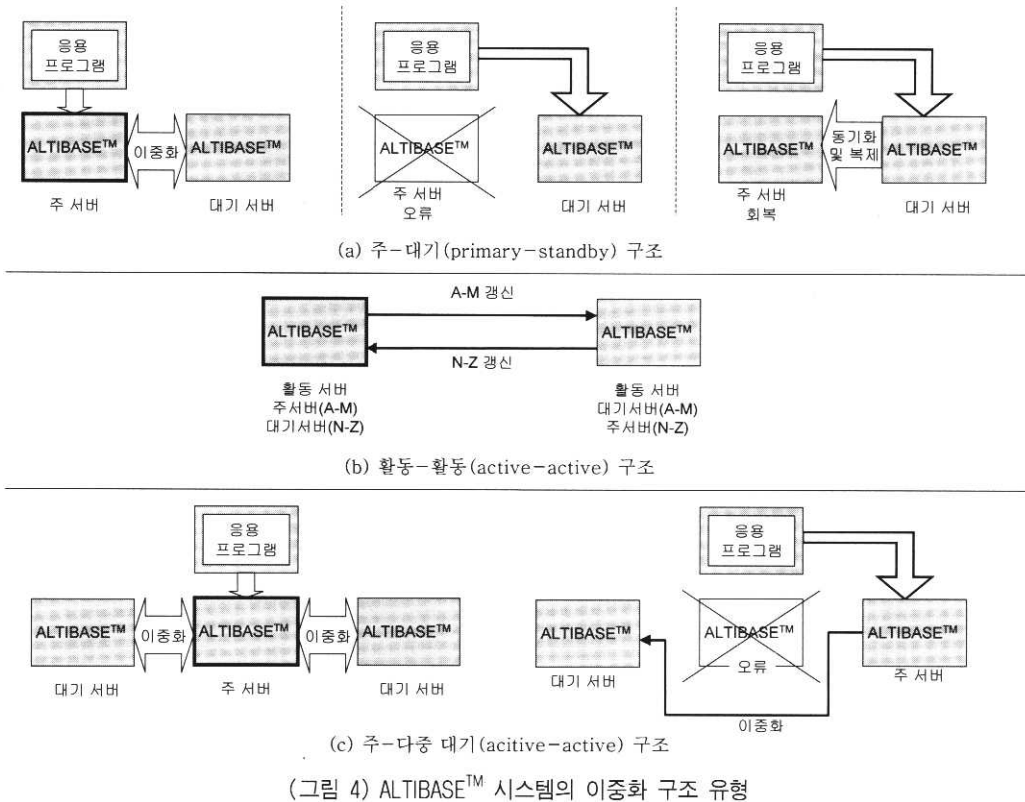 응용
프로그램
ALTIBASE™
이중화
ALTIBASE™
주 서버
대기 서버
응용
프로그램
ALTIBASE™
주 서버
오류
ALTIBASE™
대기 서버
응용
프로그램
ALTIBASE™
동기화
및 복제
ALTIBASE™
주 서버
회복
대기 서버
(a) 주-대기(primary-standby) 구조
A-M 갱신
ALTIBASE™
ALTIBASE™
N-Z 갱신
활동 서버
주서버(A-M)
대기서버(N-Z)
활동 서버
대기서버(A-M)
주서버(N-Z)
(b) 활동-활동(active-active) 구조
응용
프로그램
ALTIBASE™
이중화
ALTIBASE™
이중화
ALTIBASE™
대기 서버
주 서버
대기 서버
응용
프로그램
ALTIBASE™
ALTIBASE™
오류
ALTIBASE™
대기 서버
주 서버
이중화
(c) 주-다중 대기(acitive-active) 구조
(그림 4) ALTIBASE™ 시스템의 이중화 구조 유형